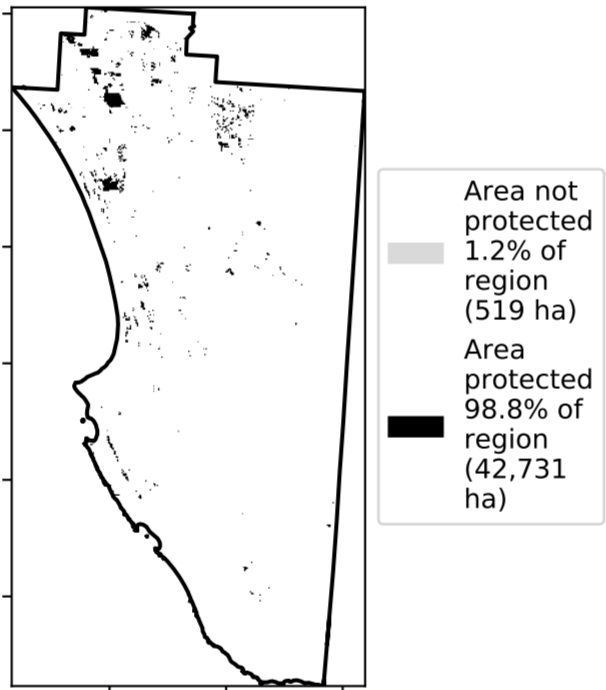 Area not
protected
1.2% of
region
(519 ha)
Area
protected
98.8% of
region
(42,731
ha)